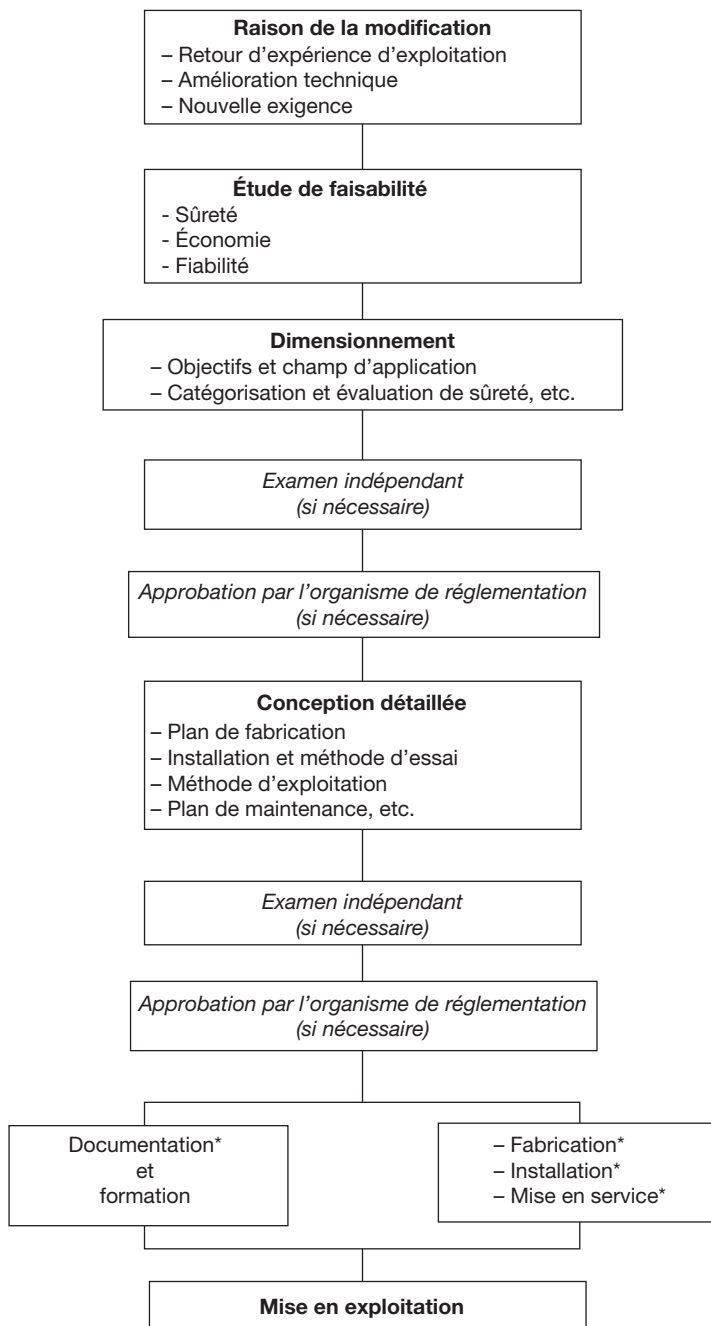 Raison de la modification
– Retour d’expérience d’exploitation
– Amélioration technique
– Nouvelle exigence
Étude de faisabilité
- Sûreté
- Économie
- Fiabilité
Dimensionnement
– Objectifs et champ d’application
– Catégorisation et évaluation de sûreté, etc.
Examen indépendant
(si nécessaire)
Approbation par l’organisme de réglementation
(si nécessaire)
Conception détaillée
– Plan de fabrication
– Installation et méthode d’essai
– Méthode d’exploitation
– Plan de maintenance, etc.
Examen indépendant
(si nécessaire)
Approbation par l’organisme de réglementation
(si nécessaire)
Documentation*
et
formation
– Fabrication*
– Installation*
– Mise en service*
Mise en exploitation